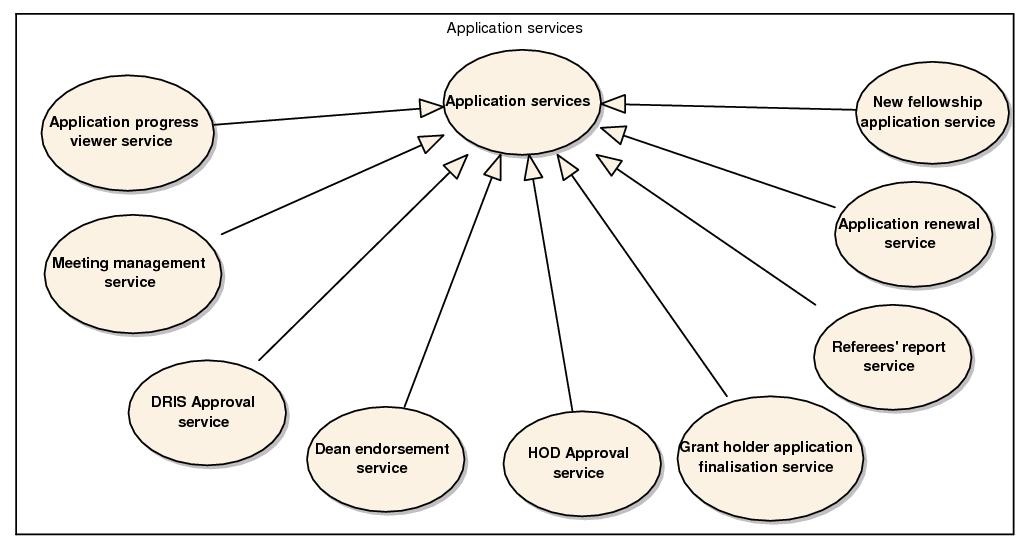 Application services
Application services
Application progress
viewer service
New fellowship
application service
Meeting management
service
Application renewal
service
DRIS Approval
service
Referees' report
service
Dean endorsement
service
HOD Approval
service
Grant holder application
finalisation service